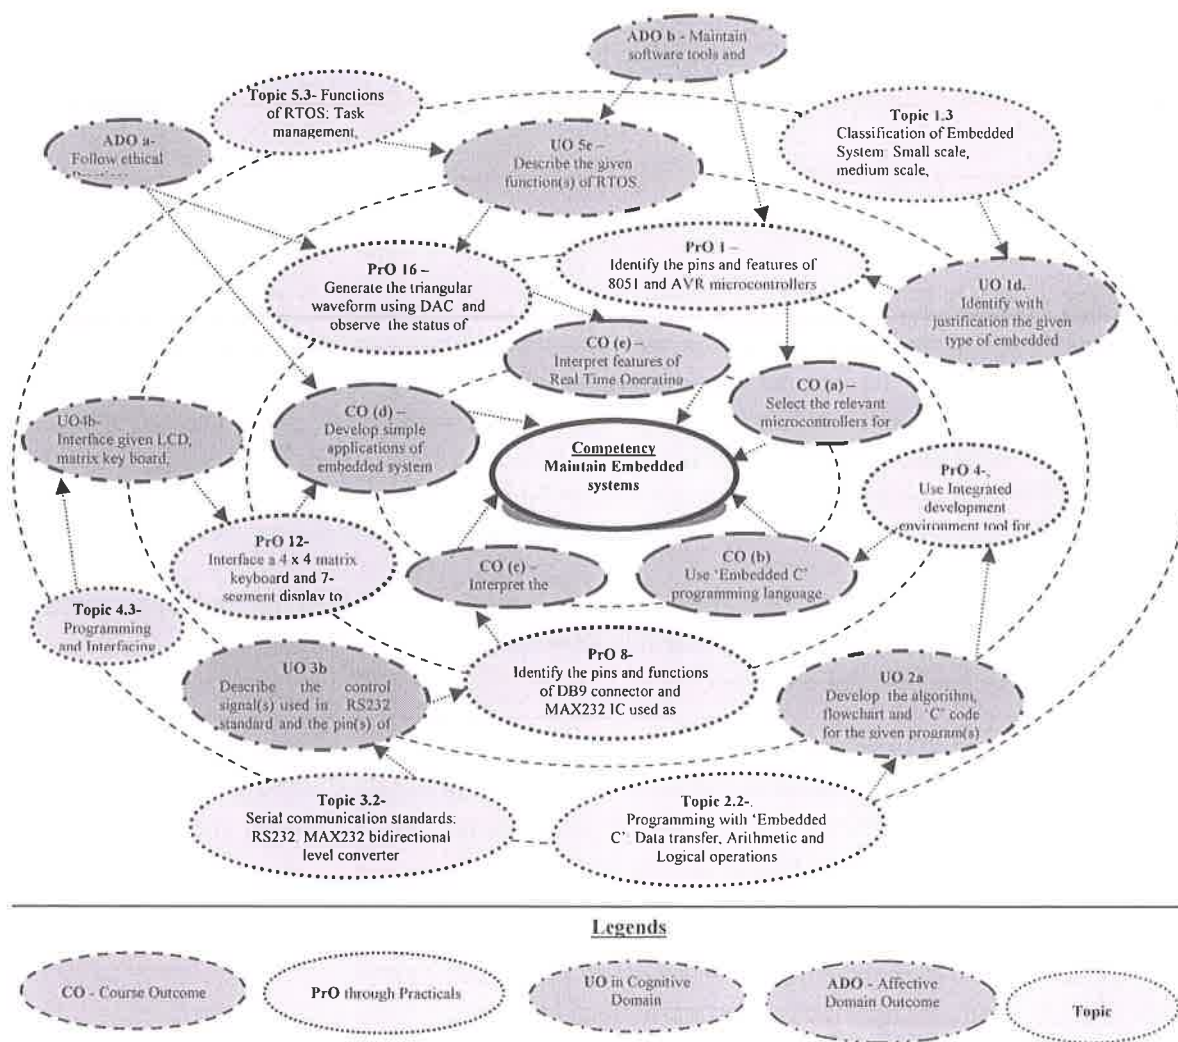 ADO b - Maintain
software tools and
Topic 5.3- Functions
of RTOS: Task
management,
Topic 1.3
Classification of Embedded
System: Small scale,
medium scale,
ADO a-
Follow ethical
UO 5e –
Describe the given
function(s) of RTOS
PrO 1 –
Identify the pins and features of
8051 and AVR microcontrollers
PrO 16 –
Generate the triangular
waveform using DAC and
observe the status of
UO 1d.
Identify with
justification the given
type of embedded
CO (e) –
Interpret features of
Real Time Operating
CO (a) –
Select the relevant
microcontrollers for
UO4b-
Interface given LCD,
matrix key board,
CO (d) –
Develop simple
applications of
embedded system
Competency
Maintain Embedded
systems
PrO 4-,
Use Integrated
development
environment tool for
PrO 12-
Interface a 4 x 4 matrix
keyboard and 7-
segment display to
CO (c) –
Interpret the
CO (b)
Use ‘Embedded C’
programming language
Topic 4.3-
Programming
and Interfacing
UO 3b
Describe the control
signal(s) used in RS232
standard and the pin(s) of
PrO 8-
Identify the pins and functions
of DB9 connector and
MAX232 IC used as
UO 2a
Develop the algorithm,
flowchart and ‘C’ code
for the given program(s)
Topic 3.2-
Serial communication standards:
RS232, MAX232 bidirectional
level converter
Topic 2.2-.
Programming with ‘Embedded
C’: Data transfer, Arithmetic and
Logical operations
Legends
CO - Course Outcome
PrO through Practicals
UO in Cognitive
Domain
ADO - Affective
Domain Outcome
Topic